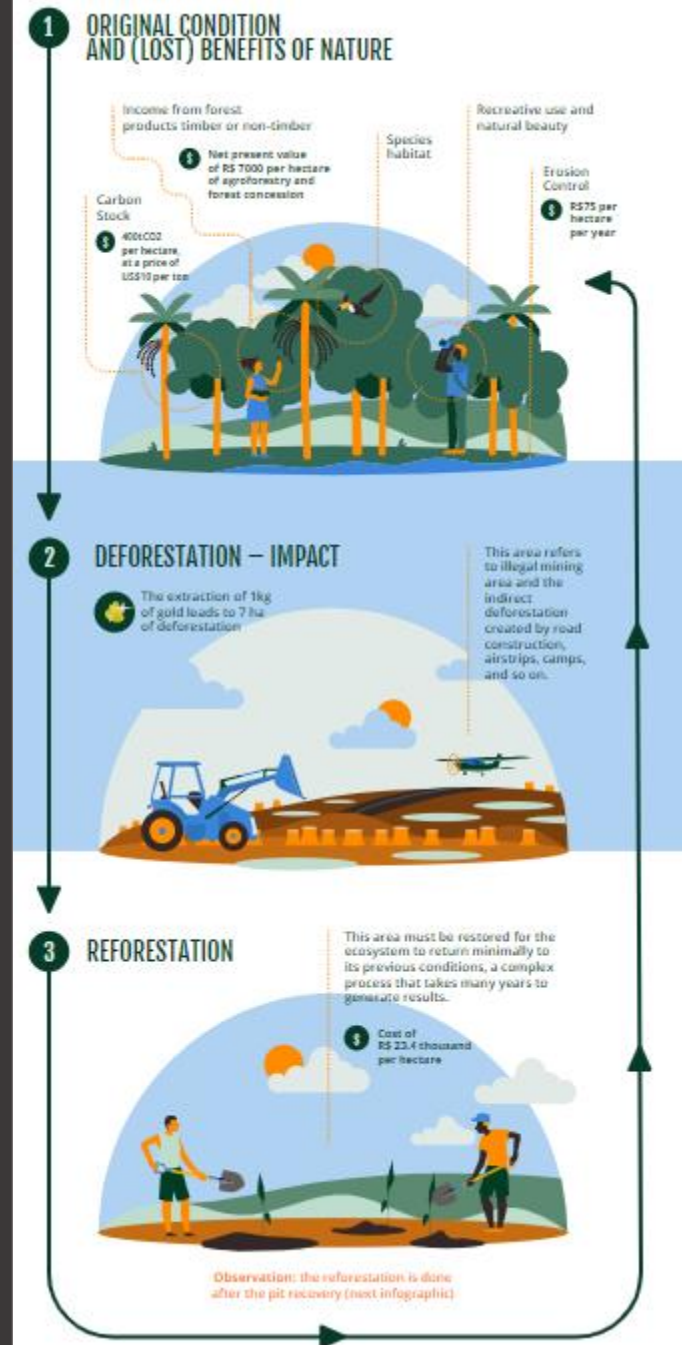 1
ORIGINAL CONDITION
AND (LOST) BENEFITS OF NATURE
Income from forest
products timber or non-timber
$
Net present value
of R$ 7000 per hectare
of agroforestry and
forest concession
Species
habitat
Recreative use and
natural beauty
Erosion
Control
$
R$75 per
hectare
per year
Carbon
Stock
$
400tCO2
per hectare,
at a price of
US$10 per ton
2
DEFORESTATION – IMPACT
The extraction of 1kg
of gold leads to 7 ha
of deforestation
This area refers
to illegal mining
area and the
indirect
deforestation
created by road
construction,
airstrips, camps,
and so on.
3
REFORESTATION
This area must be restored for the
ecosystem to return minimally to
its previous conditions, a complex
process that takes many years to
generate results.
$
Cost of
R$ 23.4 thousand
per hectare
Observation: the reforestation is done
after the pit recovery (next infographic)